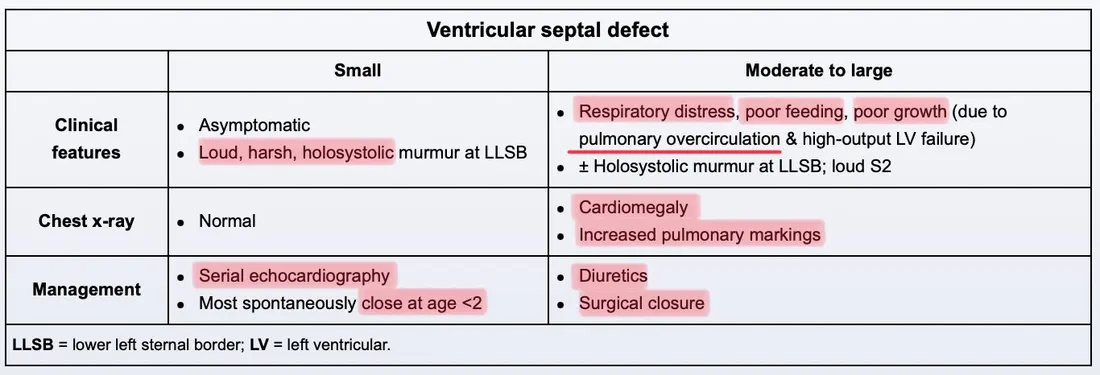 Ventricular septal defect
Small
Moderate to large
Clinical
features
• Asymptomatic
• Loud, harsh, holosystolic murmur at LLSB
• Respiratory distress, poor feeding, poor growth (due to
pulmonary overcirculation & high-output LV failure)
• ± Holosystolic murmur at LLSB; loud S2
Chest x-ray
• Normal
• Cardiomegaly
• Increased pulmonary markings
Management
• Serial echocardiography
• Most spontaneously close at age <2
• Diuretics
• Surgical closure
LLSB = lower left sternal border; LV = left ventricular.